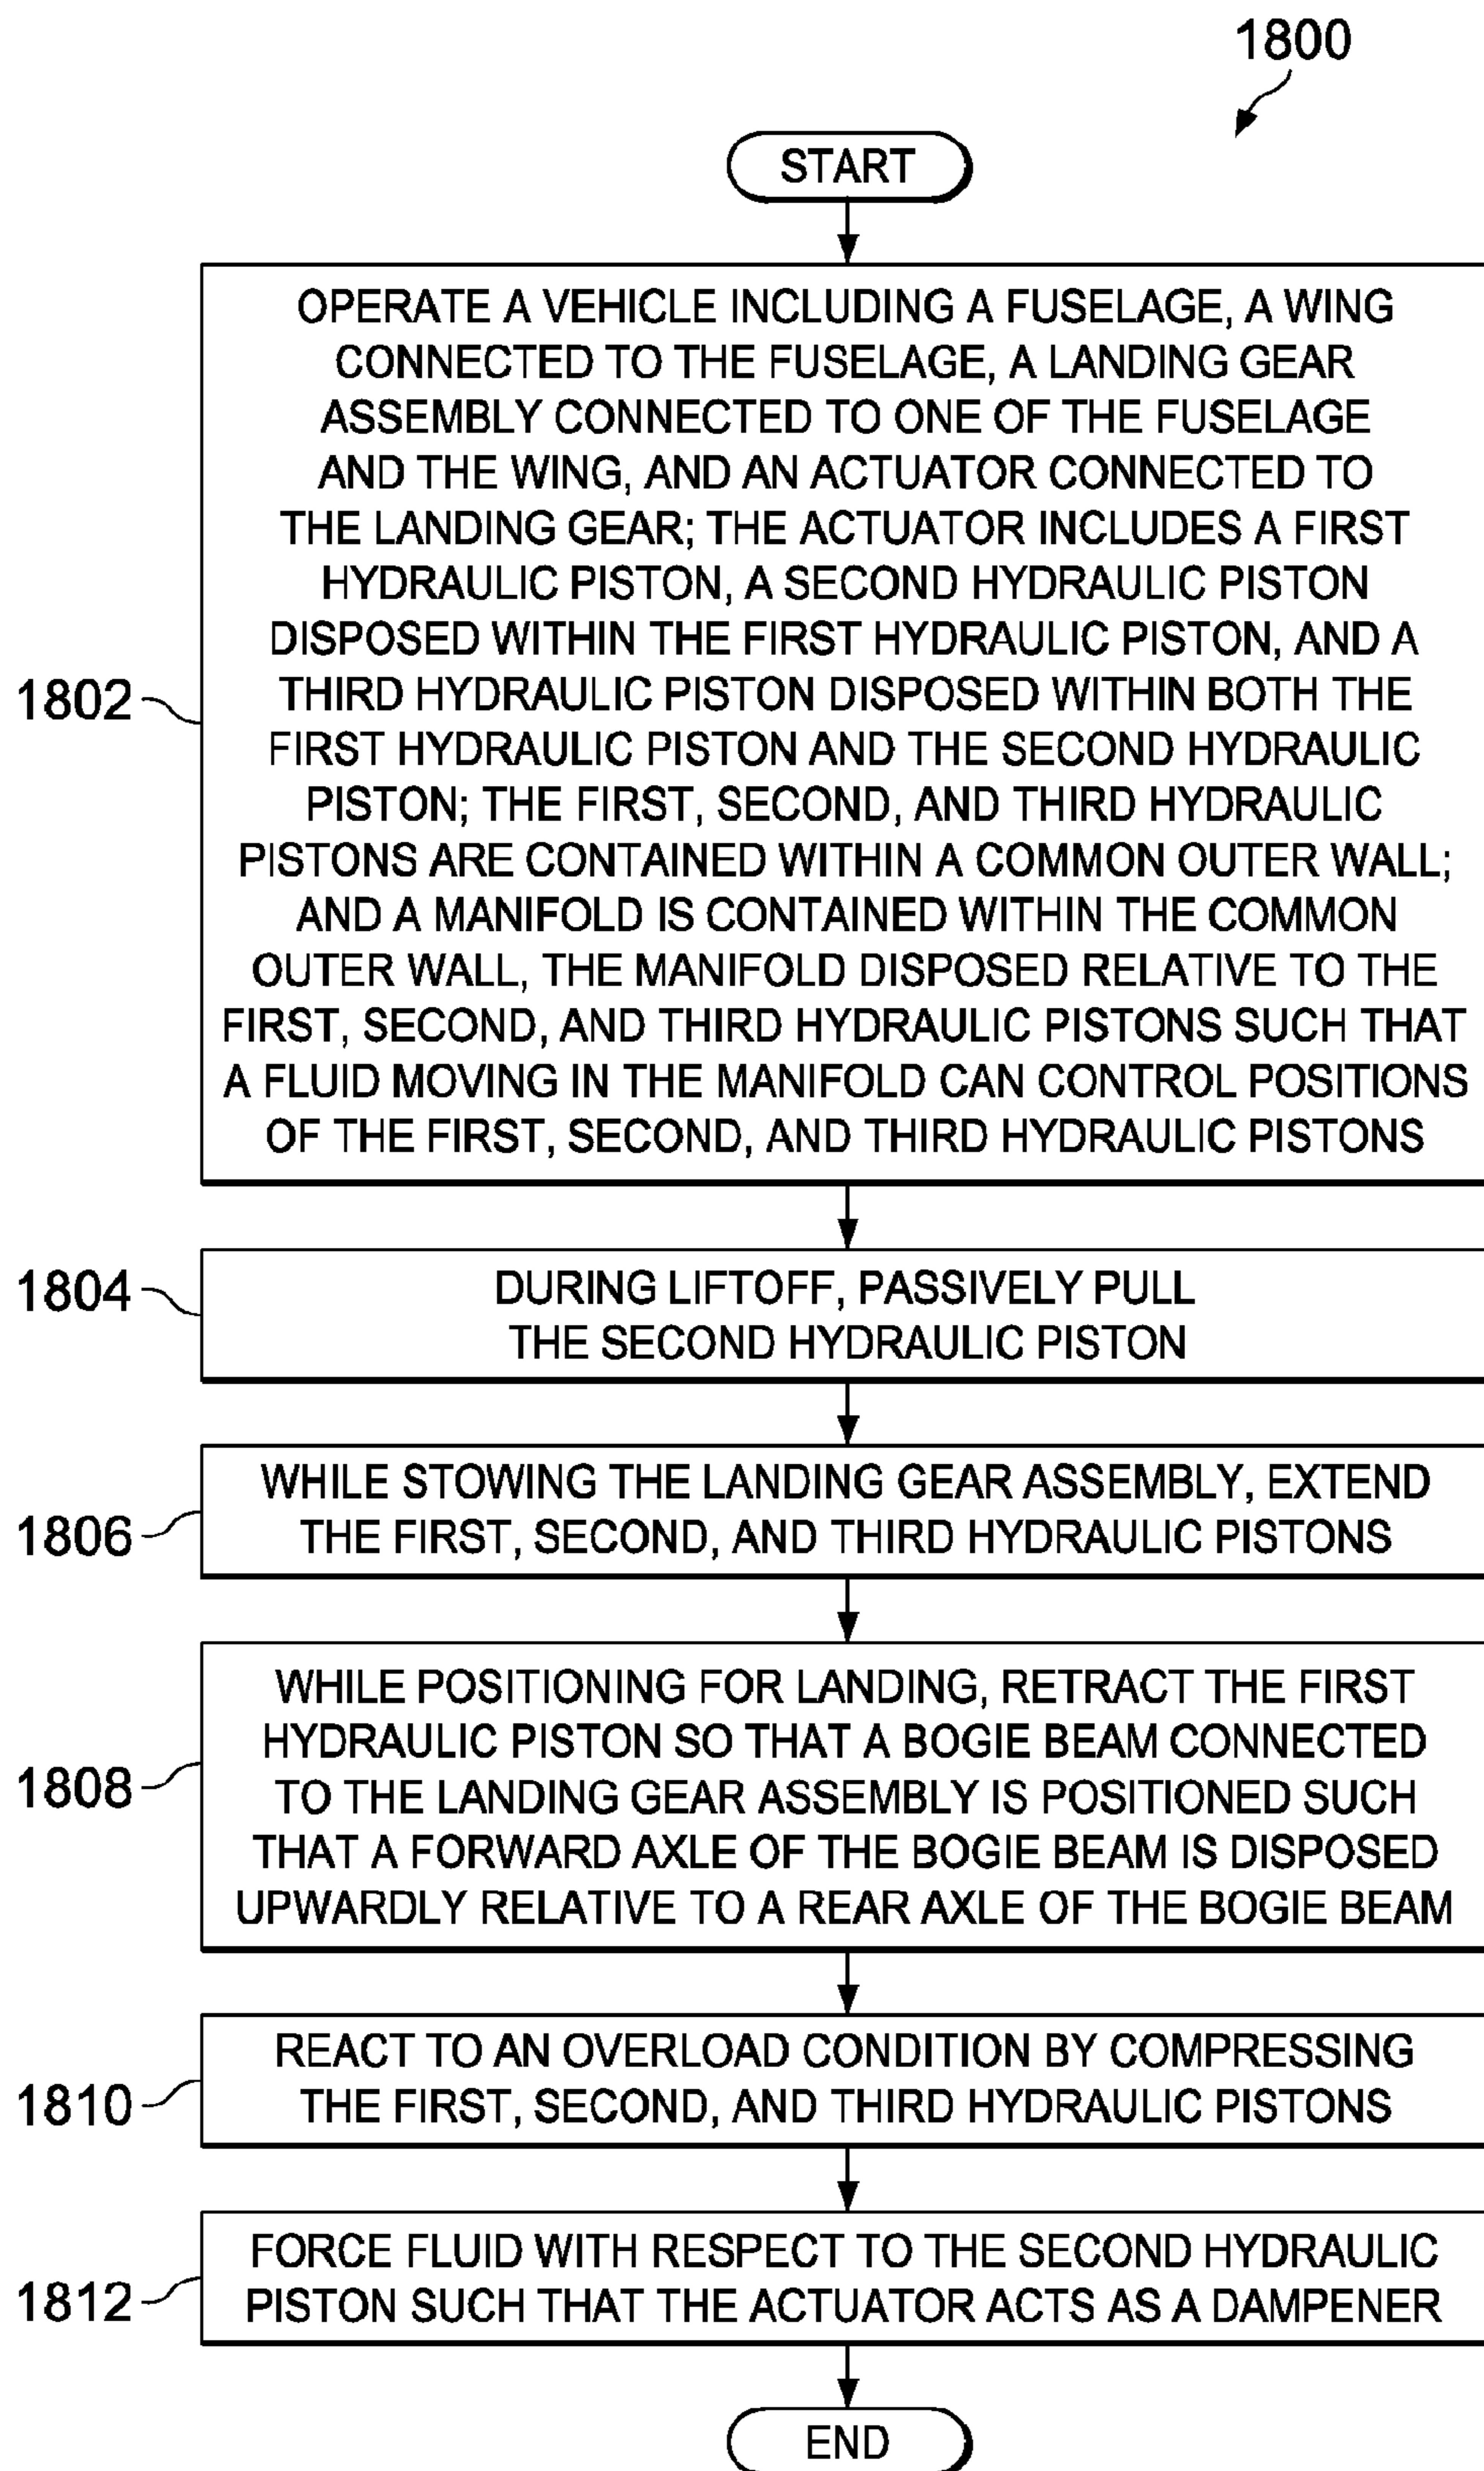 1800
START
OPERATE A VEHICLE INCLUDING A FUSELAGE, A WING
CONNECTED TO THE FUSELAGE, A LANDING GEAR
ASSEMBLY CONNECTED TO ONE OF THE FUSELAGE
AND THE WING, AND AN ACTUATOR CONNECTED TO
THE LANDING GEAR; THE ACTUATOR INCLUDES A FIRST
HYDRAULIC PISTON, A SECOND HYDRAULIC PISTON
DISPOSED WITHIN THE FIRST HYDRAULIC PISTON, AND A
THIRD HYDRAULIC PISTON DISPOSED WITHIN BOTH THE
FIRST HYDRAULIC PISTON AND THE SECOND HYDRAULIC
PISTON; THE FIRST, SECOND, AND THIRD HYDRAULIC
PISTONS ARE CONTAINED WITHIN A COMMON OUTER WALL;
AND A MANIFOLD IS CONTAINED WITHIN THE COMMON
OUTER WALL, THE MANIFOLD DISPOSED RELATIVE TO THE
FIRST, SECOND, AND THIRD HYDRAULIC PISTONS SUCH THAT
A FLUID MOVING IN THE MANIFOLD CAN CONTROL POSITIONS
OF THE FIRST, SECOND, AND THIRD HYDRAULIC PISTONS
1802
DURING LIFTOFF, PASSIVELY PULL
THE SECOND HYDRAULIC PISTON
1804
WHILE STOWING THE LANDING GEAR ASSEMBLY, EXTEND
THE FIRST, SECOND, AND THIRD HYDRAULIC PISTONS
1806
WHILE POSITIONING FOR LANDING, RETRACT THE FIRST
HYDRAULIC PISTON SO THAT A BOGIE BEAM CONNECTED
TO THE LANDING GEAR ASSEMBLY IS POSITIONED SUCH
THAT A FORWARD AXLE OF THE BOGIE BEAM IS DISPOSED
UPWARDLY RELATIVE TO A REAR AXLE OF THE BOGIE BEAM
1808
REACT TO AN OVERLOAD CONDITION BY COMPRESSING
THE FIRST, SECOND, AND THIRD HYDRAULIC PISTONS
1810
FORCE FLUID WITH RESPECT TO THE SECOND HYDRAULIC
PISTON SUCH THAT THE ACTUATOR ACTS AS A DAMPENER
1812
END